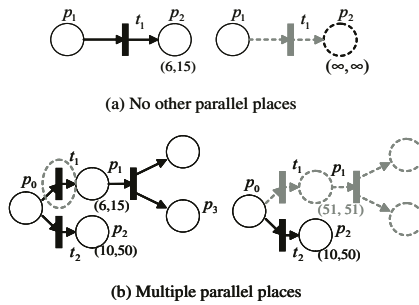 p1 t1 p2 p1 t1 p2
(6,15) (∞,∞)
(a) No other parallel places
t1 p1 t1 p1
p0 p0
(6,15) p3 (51, 51)
p2 p2
t2 (10,50) t2 (10,50)
(b) Multiple parallel places